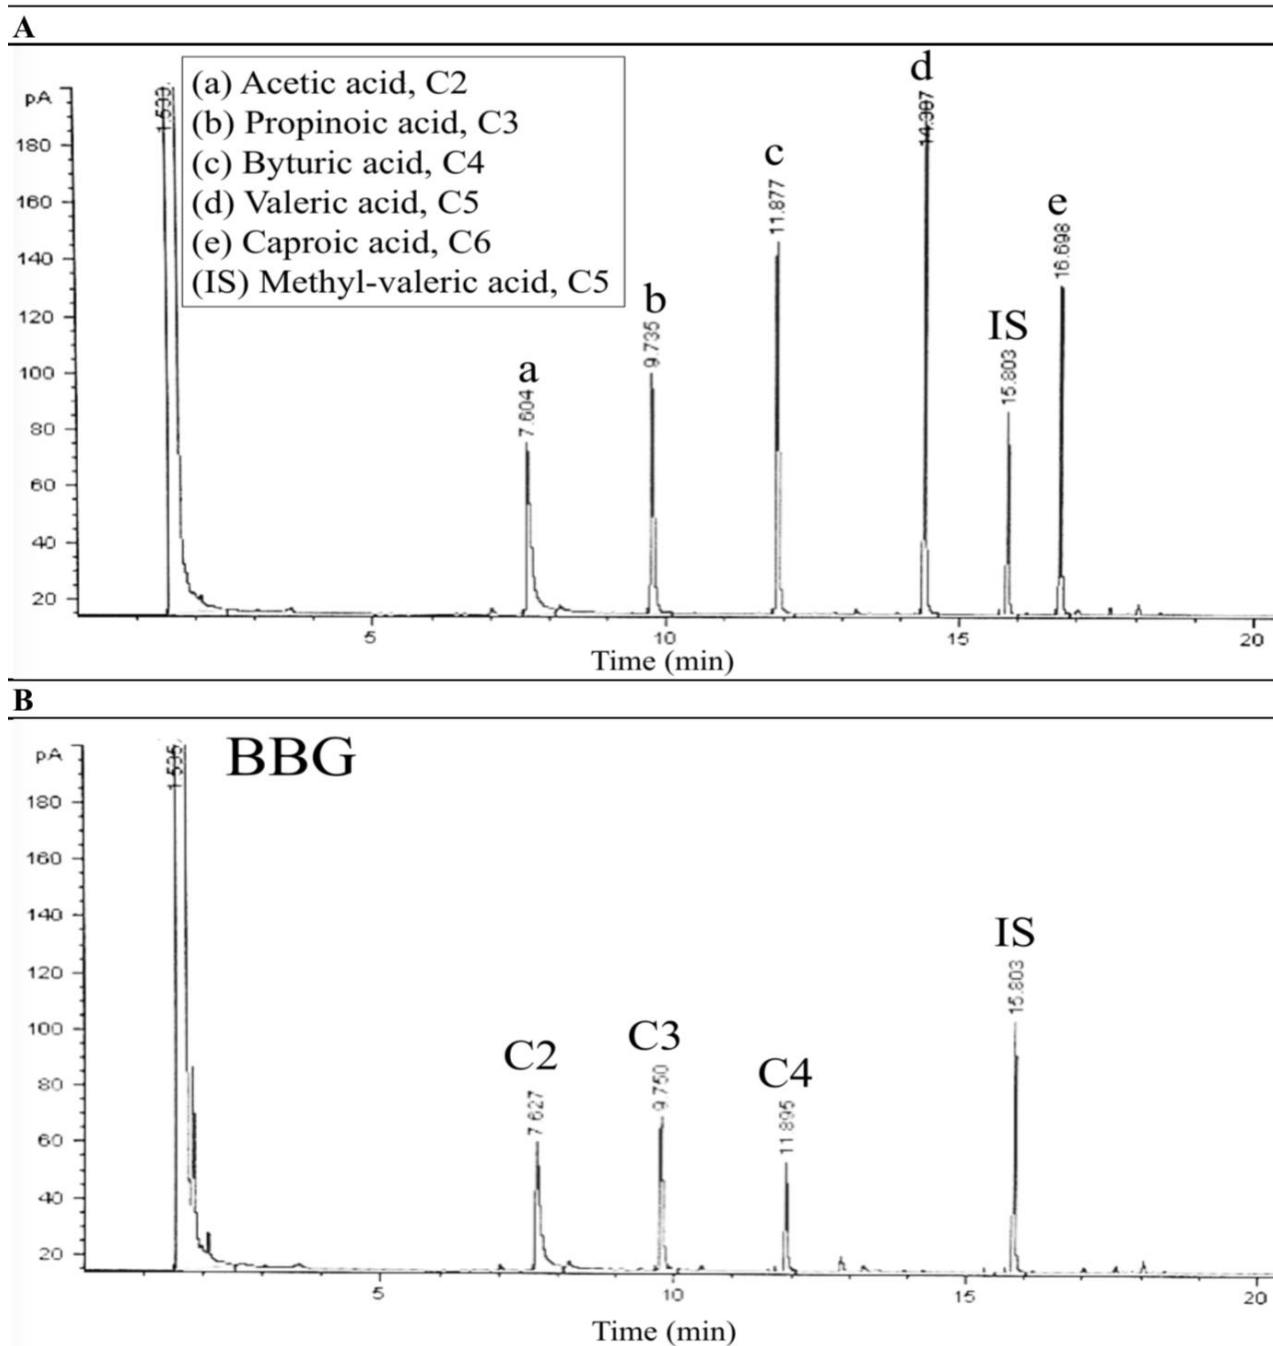 A
pA
180
160
140
120
100
80
60
40
20
(a) Acetic acid, C2
(b) Propinoic acid, C3
(c) Byturic acid, C4
(d) Valeric acid, C5
(e) Caproic acid, C6
(IS) Methyl-valeric acid, C5
a
7.604
b
9.735
c
11.877
d
IS
15.803
e
16.698
5
10
15
20
Time (min)
B
BBG
pA
180
160
140
120
100
80
60
40
20
C2
7.627
C3
9.750
C4
11.895
IS
15.803
5
10
15
20
Time (min)